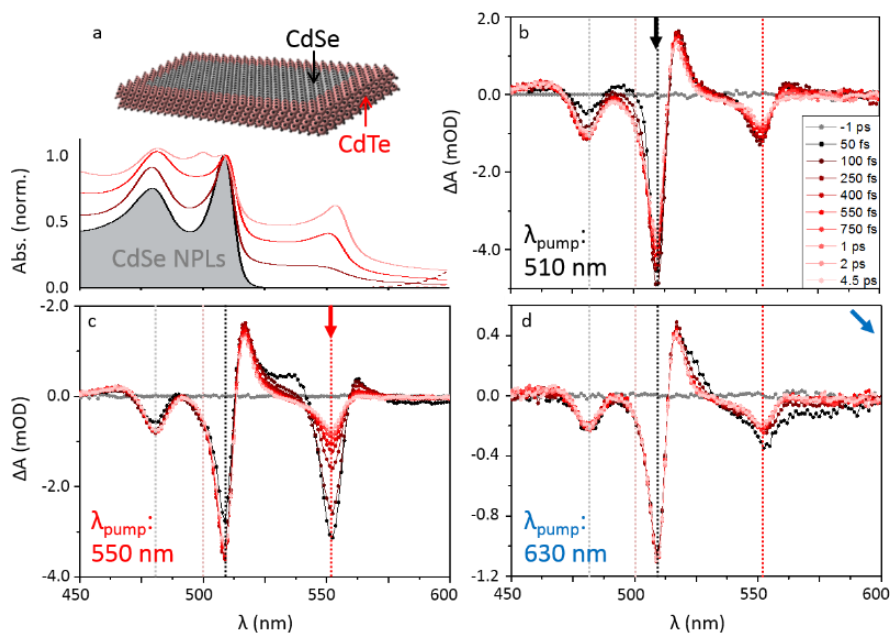 a
CdSe
CdTe
1.0
0.5
0.0
Abs. (norm.)
CdSe NPLs
b
2.0
0.0
-2.0
-4.0
ΔA (mOD)
λpump:
510 nm
-1 ps
50 fs
100 fs
250 fs
400 fs
550 fs
750 fs
1 ps
2 ps
4.5 ps
c
-2.0
0.0
-2.0
-4.0
ΔA (mOD)
λpump:
550 nm
450 500 550 600
λ (nm)
d
0.4
0.0
-0.4
-0.8
-1.2
ΔA (mOD)
λpump:
630 nm
450 500 550 600
λ (nm)